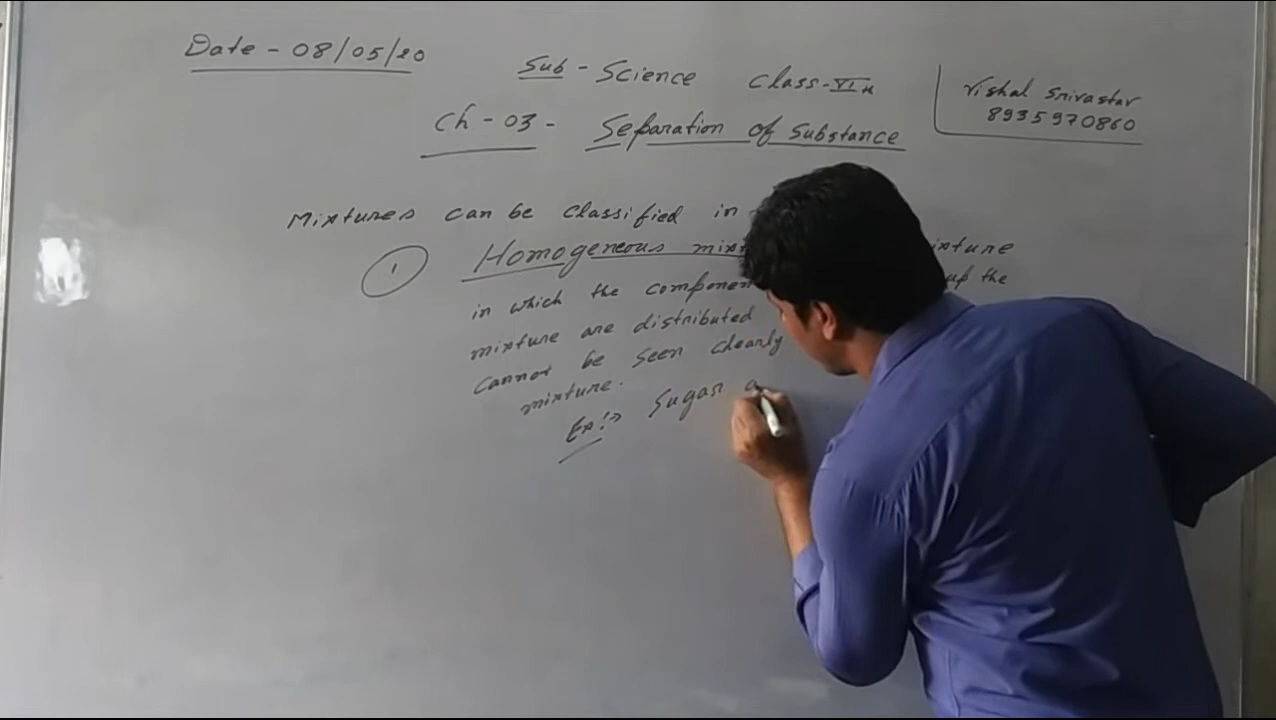 Date - 08/05/20
Sub - Science Class - VI
Vishal Srivastav
8935970860
Ch - 03 - Separation of Substance
Mixtures can be classified in
1 Homogeneous mixt ixture
in which the componen up the
mixture are distributed
cannot be seen clearly
mixture.
Ex:→ Sugar a